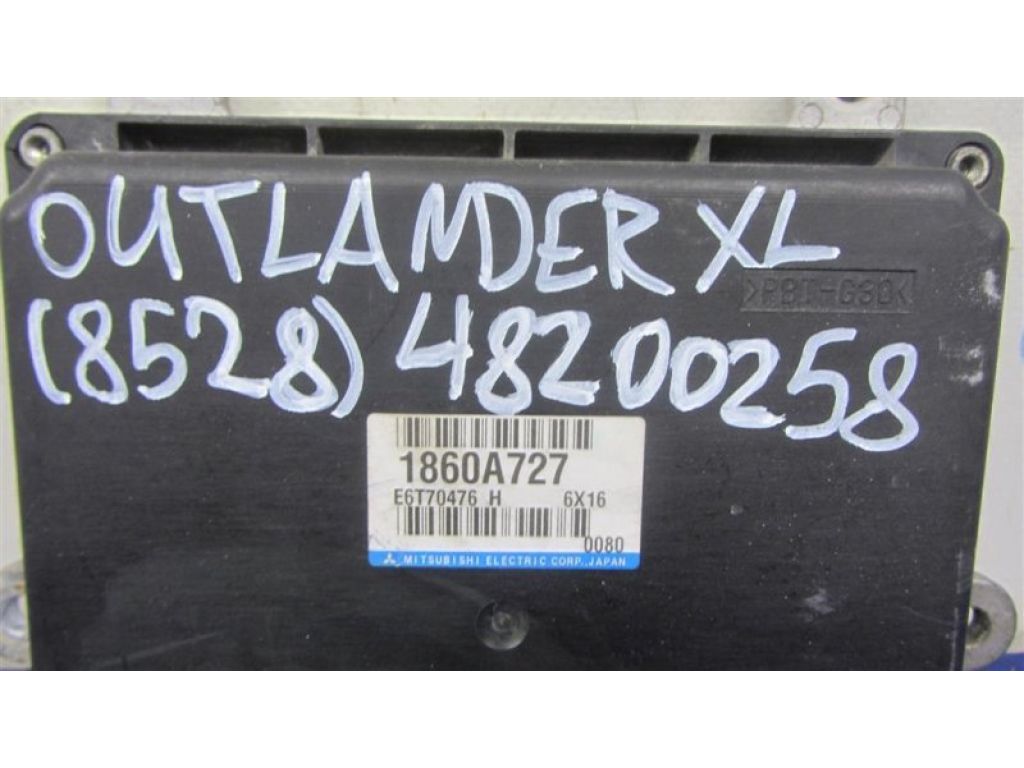 OUTLANDER XL
>PBT-G30<
(8528) 48200258
1860A727
E6T70476 H 6X16
0080
MITSUBISHI ELECTRIC CORP.,JAPAN